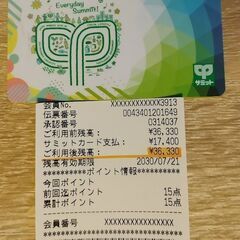 Everyday
Summit!
サミット
会員No. XXXXXXXXXXXX3913
伝票番号 0043401201649
承認番号 0314037
ご利用前残高: ¥36,330
サミットカード支払: ¥17,400
ご利用後残高: ¥36,330
残高有効期限 2030/07/21
ポイント情報
今回ポイント
前回迄ポイント 15点
累計ポイント 15点
会員番号 XXXXXXXXXXXXXXXX